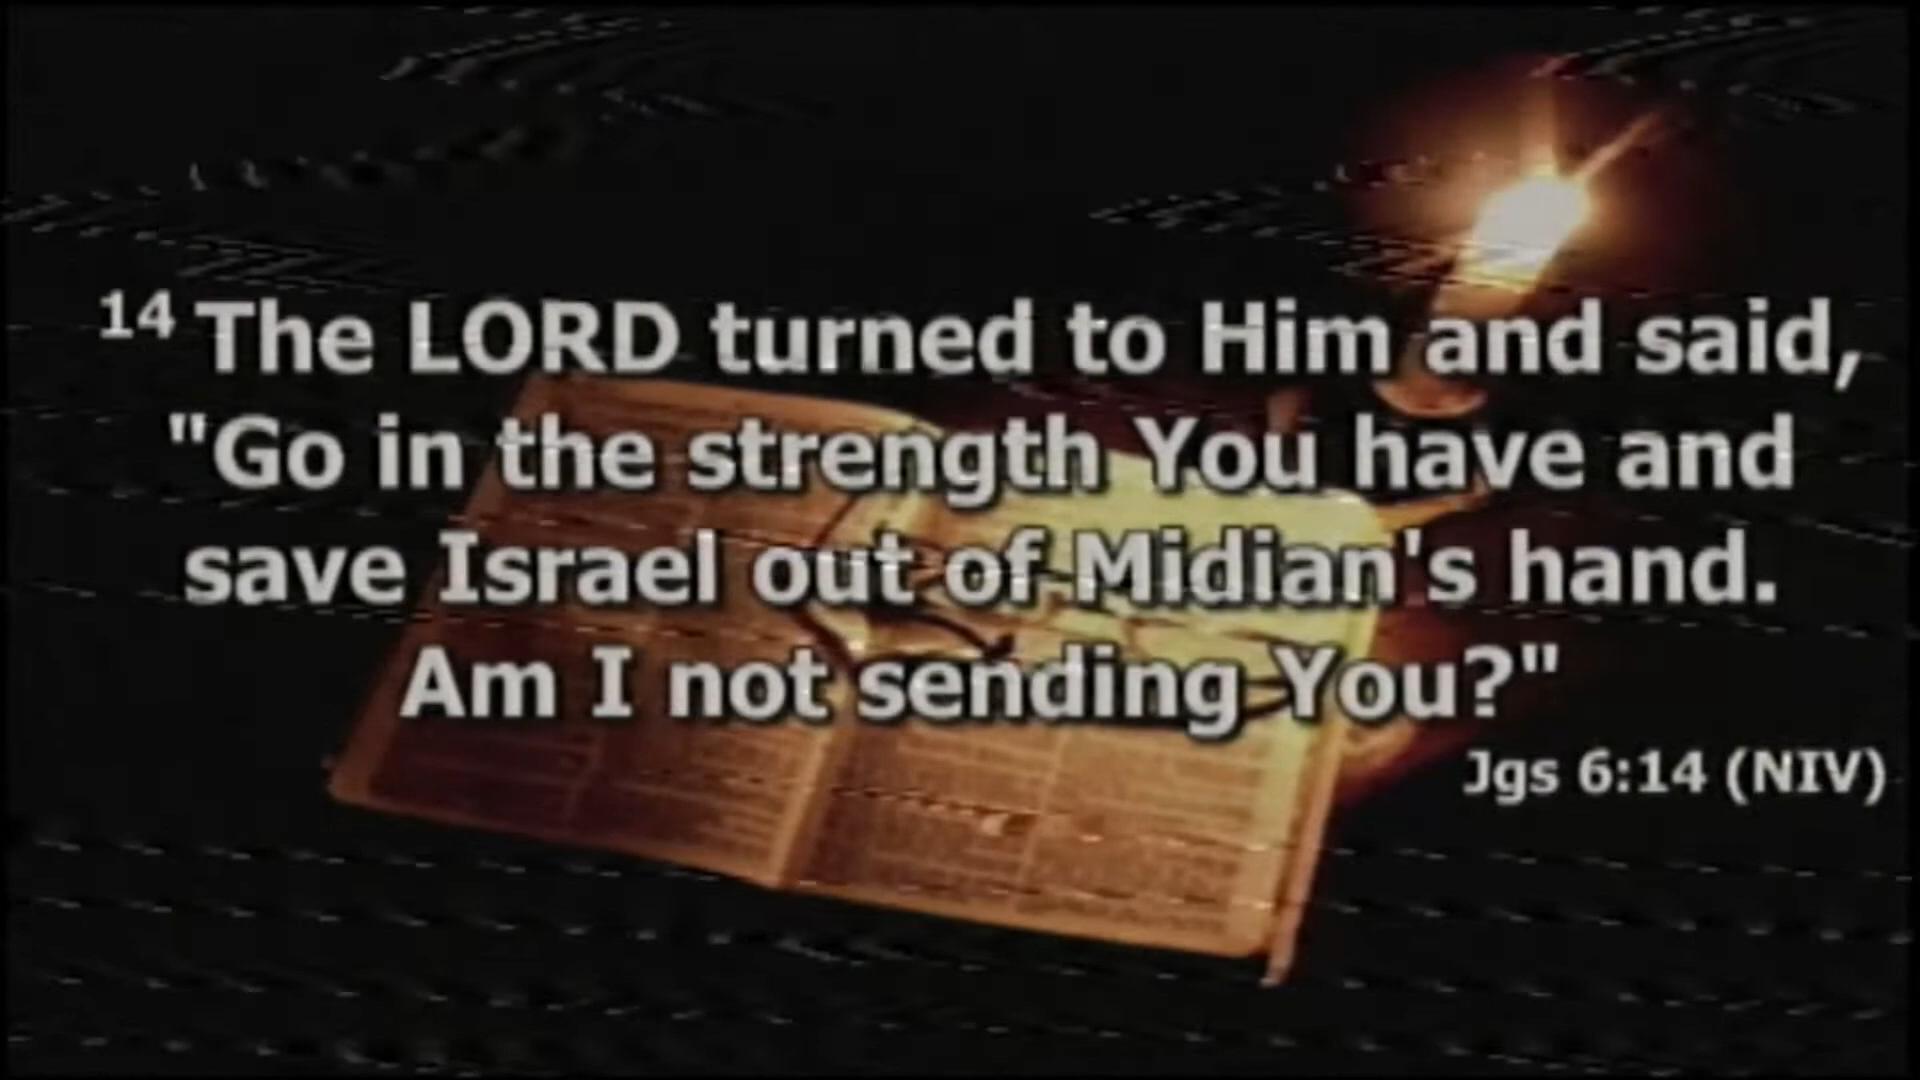 14 The LORD turned to Him and said,
"Go in the strength You have and
save Israel out of Midian's hand.
Am I not sending You?"
Jgs 6:14 (NIV)